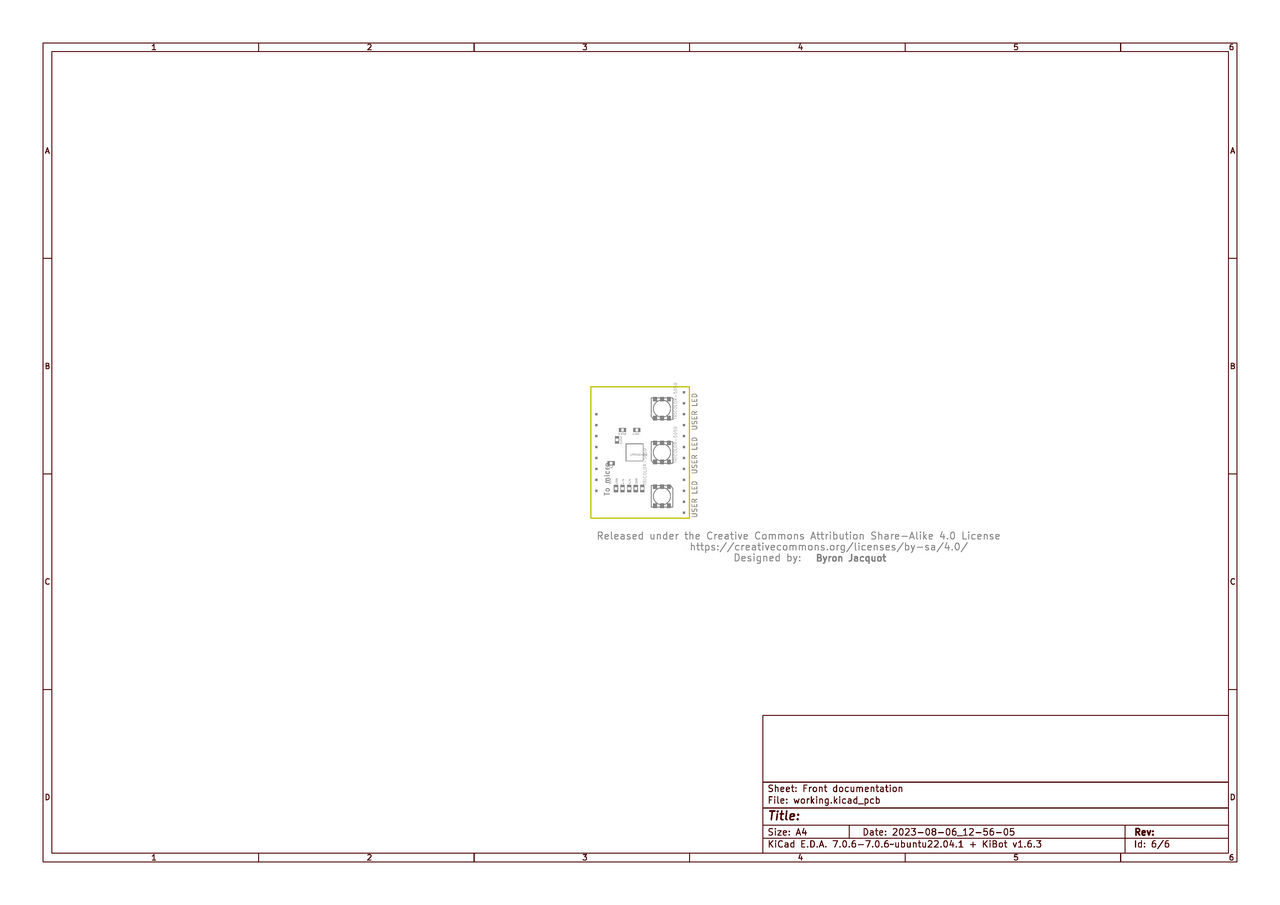 1 2 3 4 5 6
A A
B B
USER LED
USER LED
USER LED
To micro
Released under the Creative Commons Attribution Share-Alike 4.0 License
https://creativecommons.org/licenses/by-sa/4.0/
Designed by: Byron Jacquot
C C
D D
Sheet: Front documentation
File: working.kicad_pcb
Title:
Size: A4 Date: 2023-08-06_12-56-05 Rev:
KiCad E.D.A. 7.0.6-7.0.6~ubuntu22.04.1 + KiBot v1.6.3 Id: 6/6
1 2 3 4 5 6